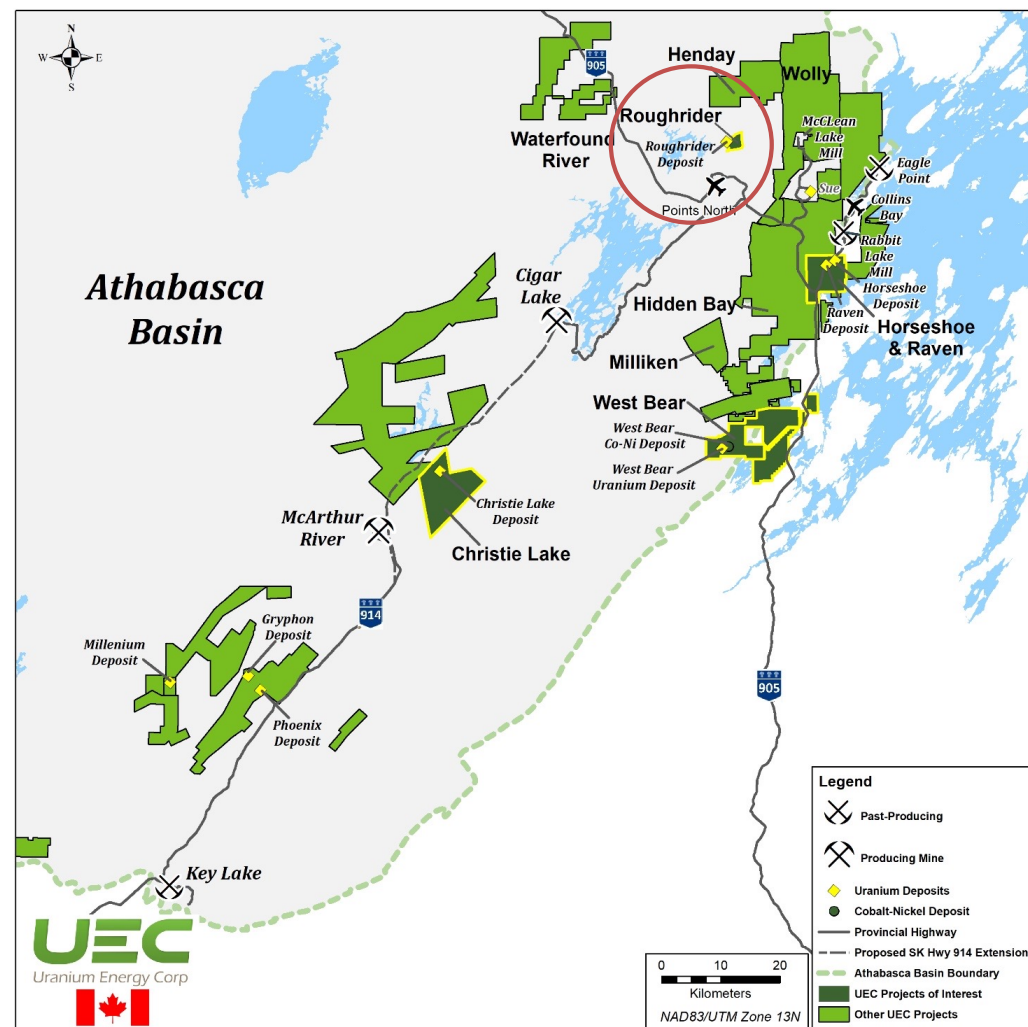 N
W
E
S
905
Henday
Wolly
Roughrider
Roughrider
Deposit
Waterfound
River
McCLean
Lake
Mill
Eagle
Point
Sue
Collins
Bay
Points North
Rabbit
Lake
Mill
Horseshoe
Deposit
Raven
Deposit
Horseshoe
& Raven
Athabasca
Basin
Cigar
Lake
Hidden Bay
Milliken
West Bear
West Bear
Co-Ni Deposit
West Bear
Uranium Deposit
Christie Lake
Deposit
McArthur
River
Christie Lake
914
Gryphon
Deposit
Millenium
Deposit
Phoenix
Deposit
905
Key Lake
UEC
Uranium Energy Corp
0 10 20
Kilometers
NAD83/UTM Zone 13N
Legend
Past-Producing
Producing Mine
Uranium Deposits
Cobalt-Nickel Deposit
Provincial Highway
Proposed SK Hwy 914 Extension
Athabasca Basin Boundary
UEC Projects of Interest
Other UEC Projects